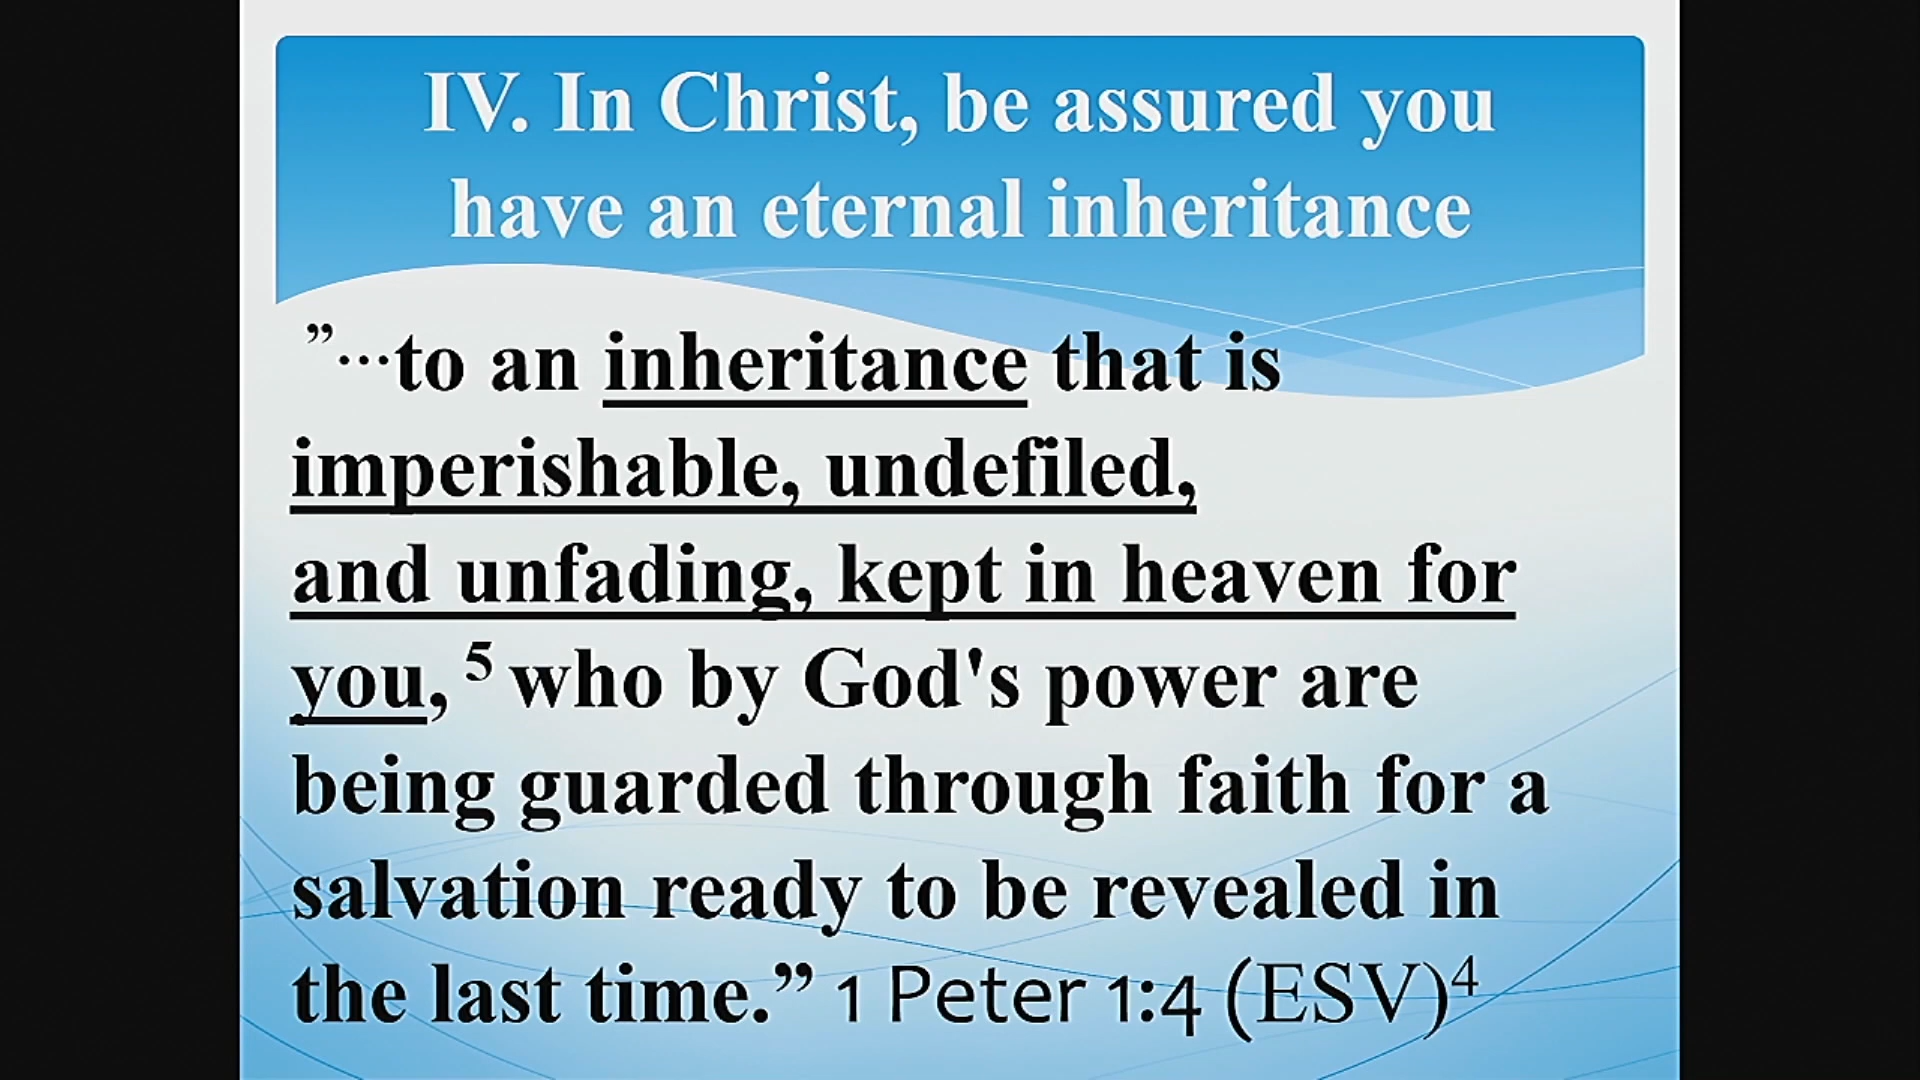 IV. In Christ, be assured you
have an eternal inheritance
”…to an inheritance that is
imperishable, undefiled,
and unfading, kept in heaven for
you, ⁵ who by God's power are
being guarded through faith for a
salvation ready to be revealed in
the last time.” 1 Peter 1:4 (ESV)⁴